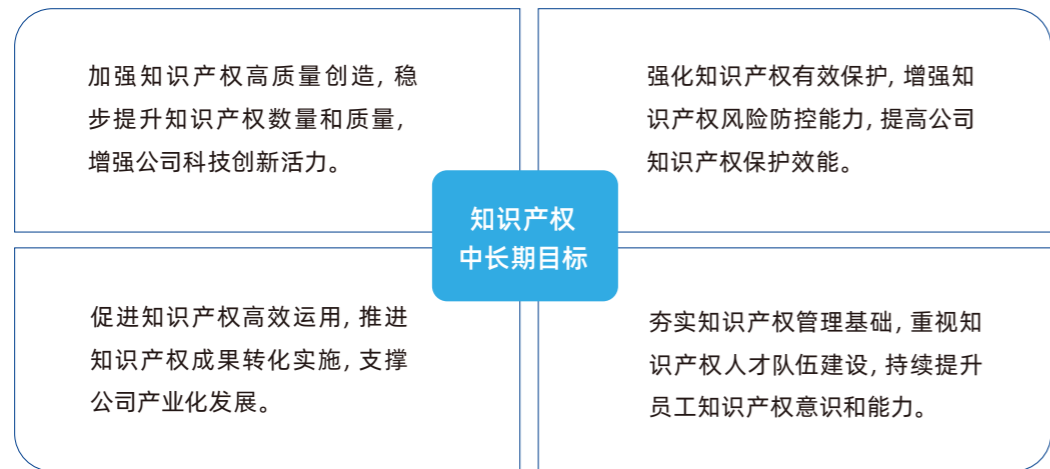 加强知识产权高质量创造, 稳
步提升知识产权数量和质量,
增强公司科技创新活力。
强化知识产权有效保护, 增强知
识产权风险防控能力, 提高公司
知识产权保护效能。
知识产权
中长期目标
促进知识产权高效运用, 推进
知识产权成果转化实施, 支撑
公司产业化发展。
夯实知识产权管理基础, 重视知
识产权人才队伍建设, 持续提升
员工知识产权意识和能力。